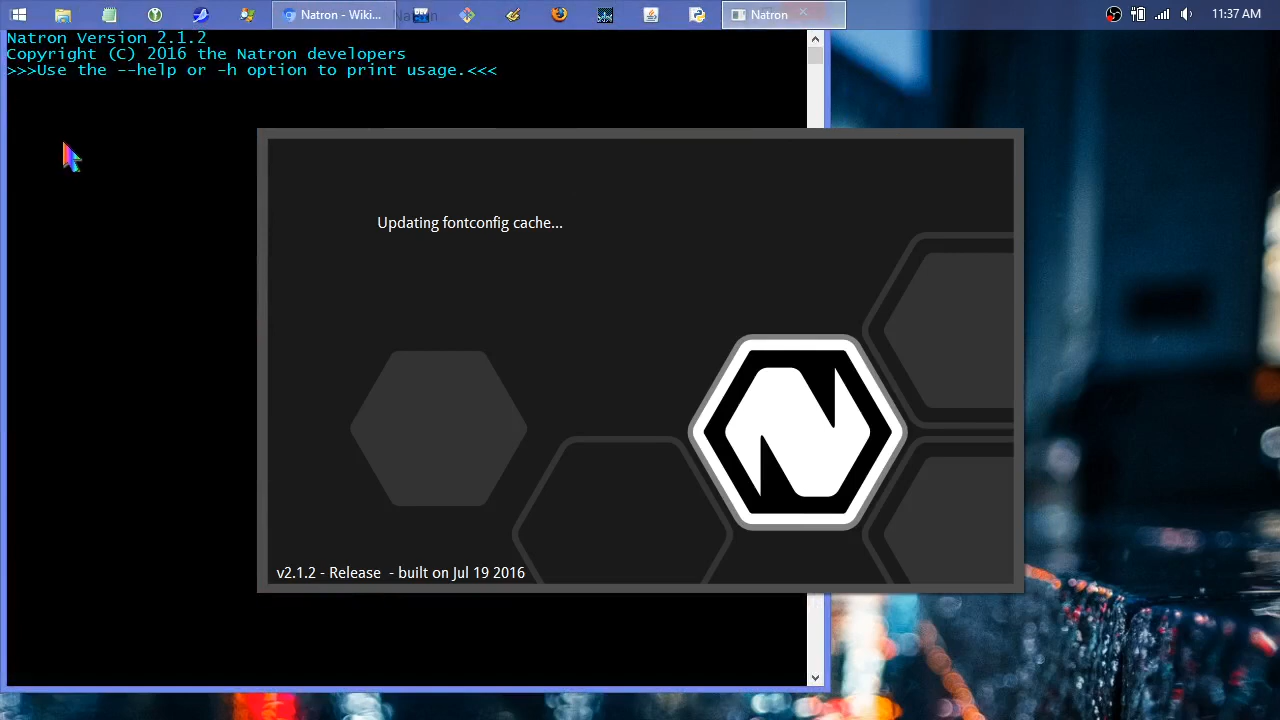 Natron - Wiki...
Natron
11:37 AM
Natron Version 2.1.2
Copyright (C) 2016 the Natron developers
>>>Use the --help or -h option to print usage.<<<
Updating fontconfig cache...
v2.1.2 - Release  - built on Jul 19 2016